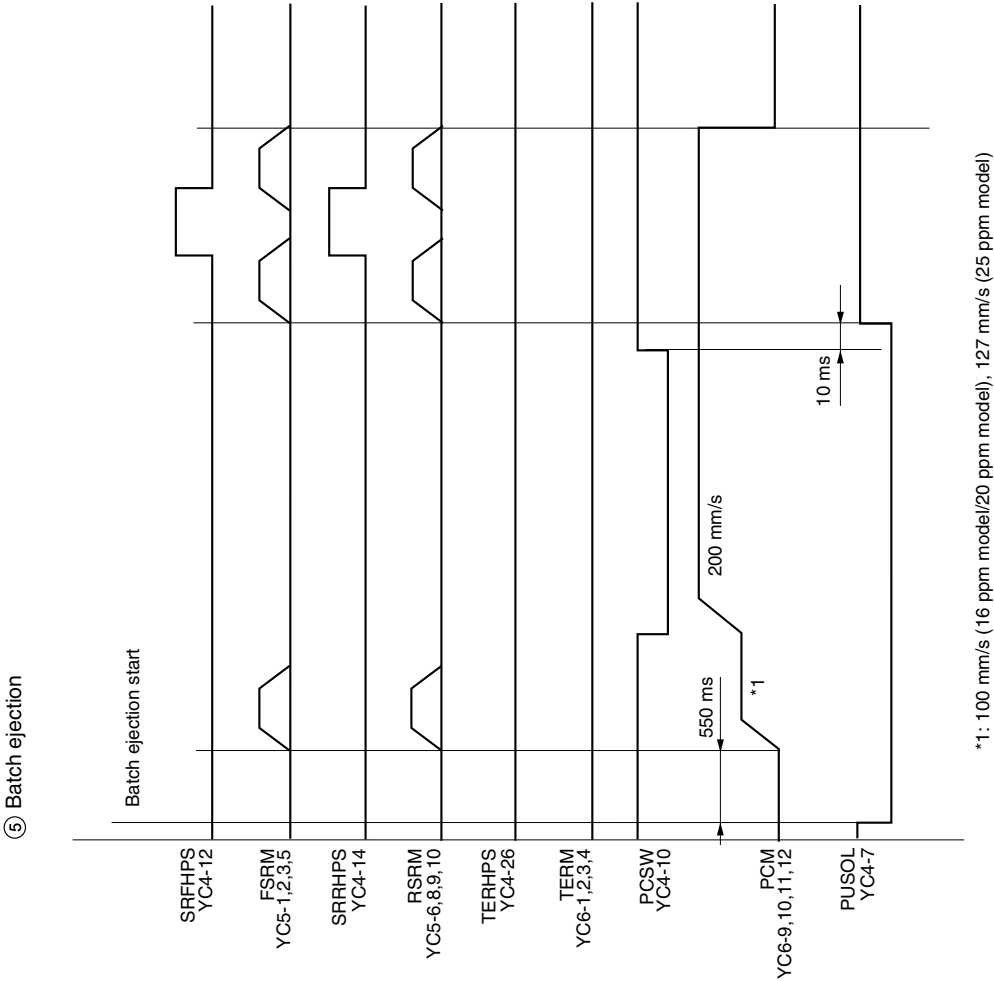 ⑤ Batch ejection
Batch ejection start
SRFHPS
YC4-12
FSRM
YC5-1,2,3,5
SRRHPS
YC4-14
RSRM
YC5-6,8,9,10
TERHPS
YC4-26
TERM
YC6-1,2,3,4
PCSW
YC4-10
PCM
YC6-9,10,11,12
PUSOL
YC4-7
550 ms
*1
200 mm/s
10 ms
*1: 100 mm/s (16 ppm model/20 ppm model), 127 mm/s (25 ppm model)